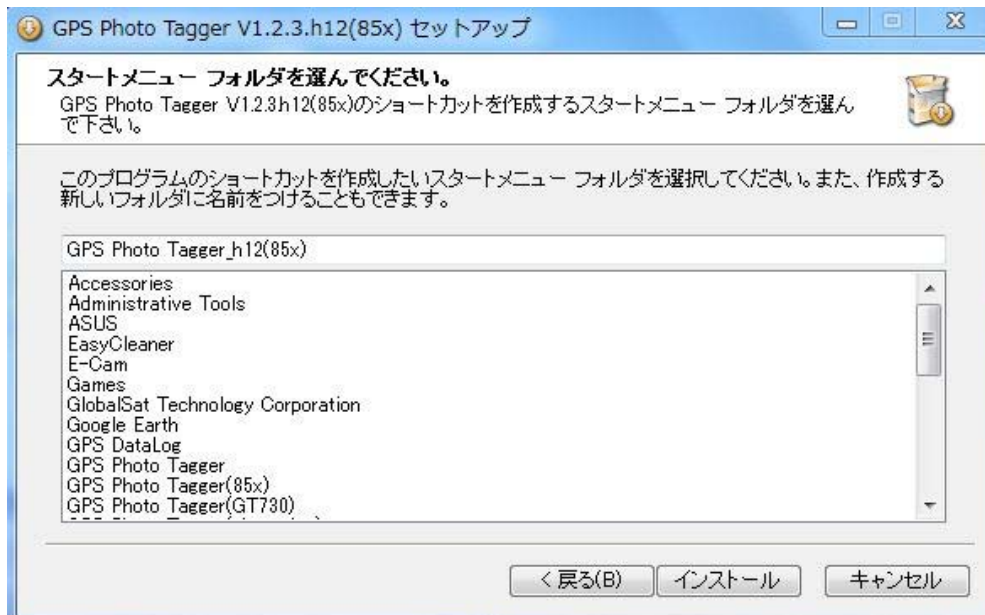 GPS Photo Tagger V1.2.3.h12(85x) セットアップ
スタートメニュー フォルダを選んでください。
GPS Photo Tagger V1.2.3h12(85x)のショートカットを作成するスタートメニュー フォルダを選ん
で下さい。
このプログラムのショートカットを作成したいスタートメニュー フォルダを選択してください。また、作成する
新しいフォルダに名前をつけることもできます。
GPS Photo Tagger_h12(85x)
Accessories
Administrative Tools
ASUS
EasyCleaner
E-Cam
Games
GlobalSat Technology Corporation
Google Earth
GPS DataLog
GPS Photo Tagger
GPS Photo Tagger(85x)
GPS Photo Tagger(GT730)
< 戻る(B)
インストール
キャンセル